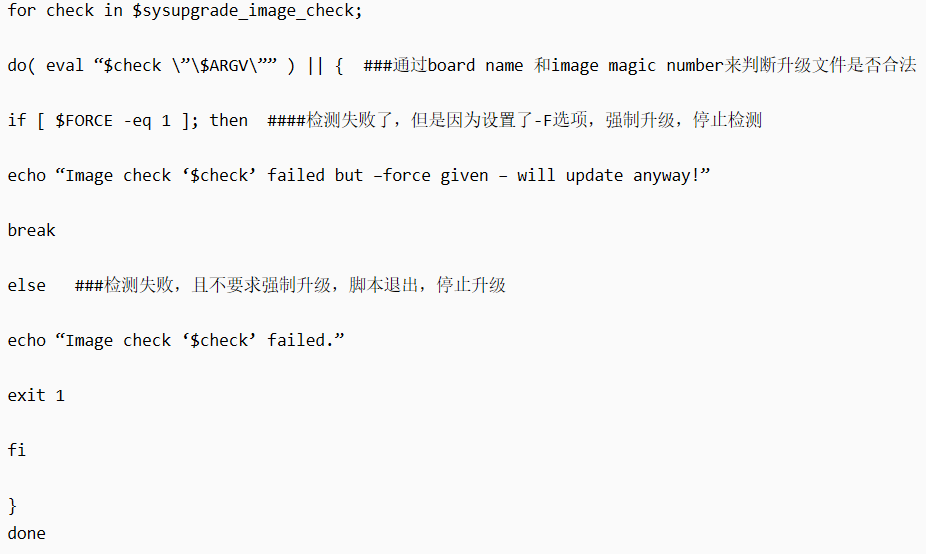 for check in $sysupgrade_image_check;
do( eval “$check \”\$ARGV\”” ) || {  ###通过board name 和image magic number来判断升级文件是否合法
if [ $FORCE -eq 1 ]; then  ####检测失败了，但是因为设置了-F选项，强制升级，停止检测
echo “Image check ‘$check’ failed but –force given – will update anyway!”
break
else   ###检测失败，且不要求强制升级，脚本退出，停止升级
echo “Image check ‘$check’ failed.”
exit 1
fi
}
done